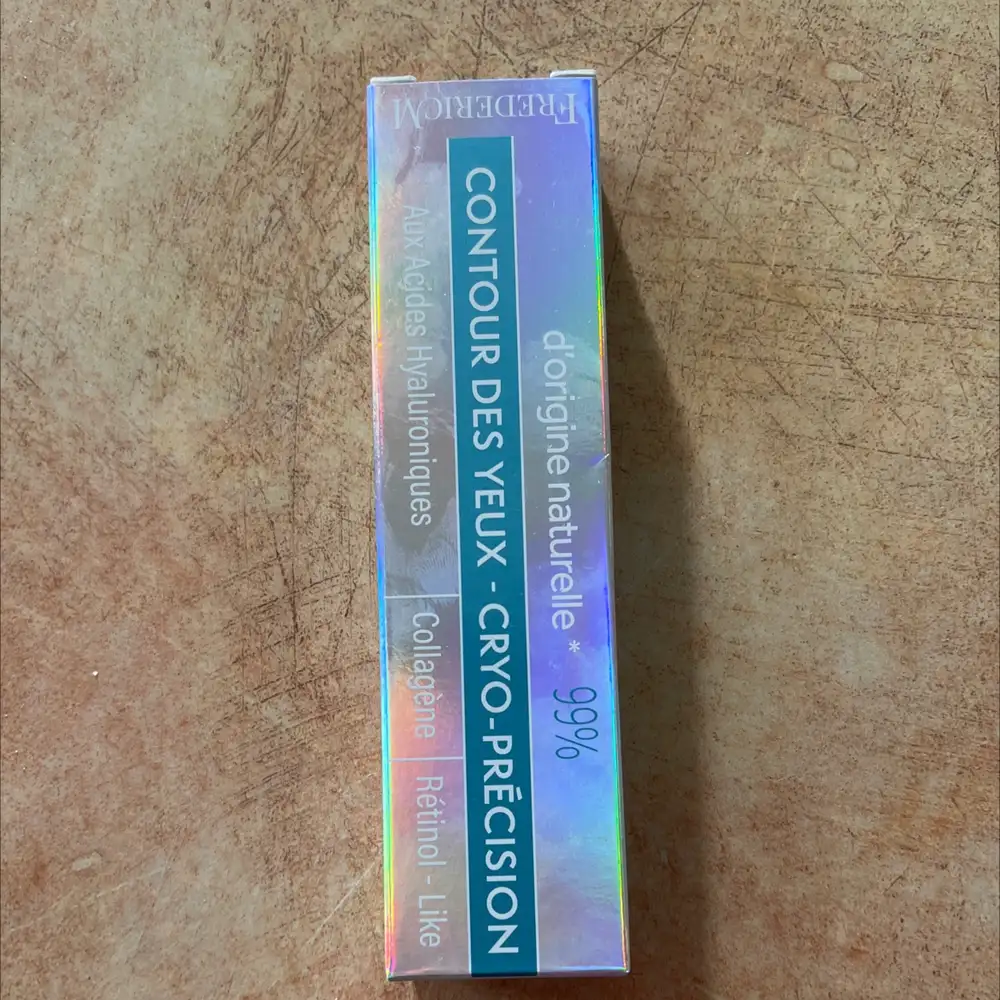 FREDERICM
d'origine naturelle * 99%
CONTOUR DES YEUX - CRYO-PRÉCISION
Aux Acides Hyaluroniques | Collagène | Rétinol - Like